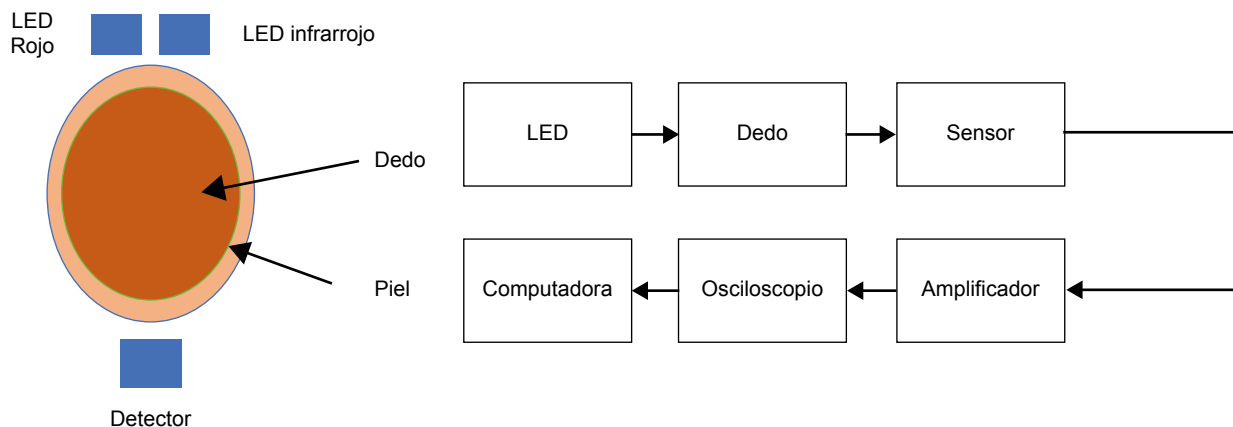 LED
Rojo
LED infrarrojo
Dedo
Piel
Detector
LED
Dedo
Sensor
Computadora
Osciloscopio
Amplificador